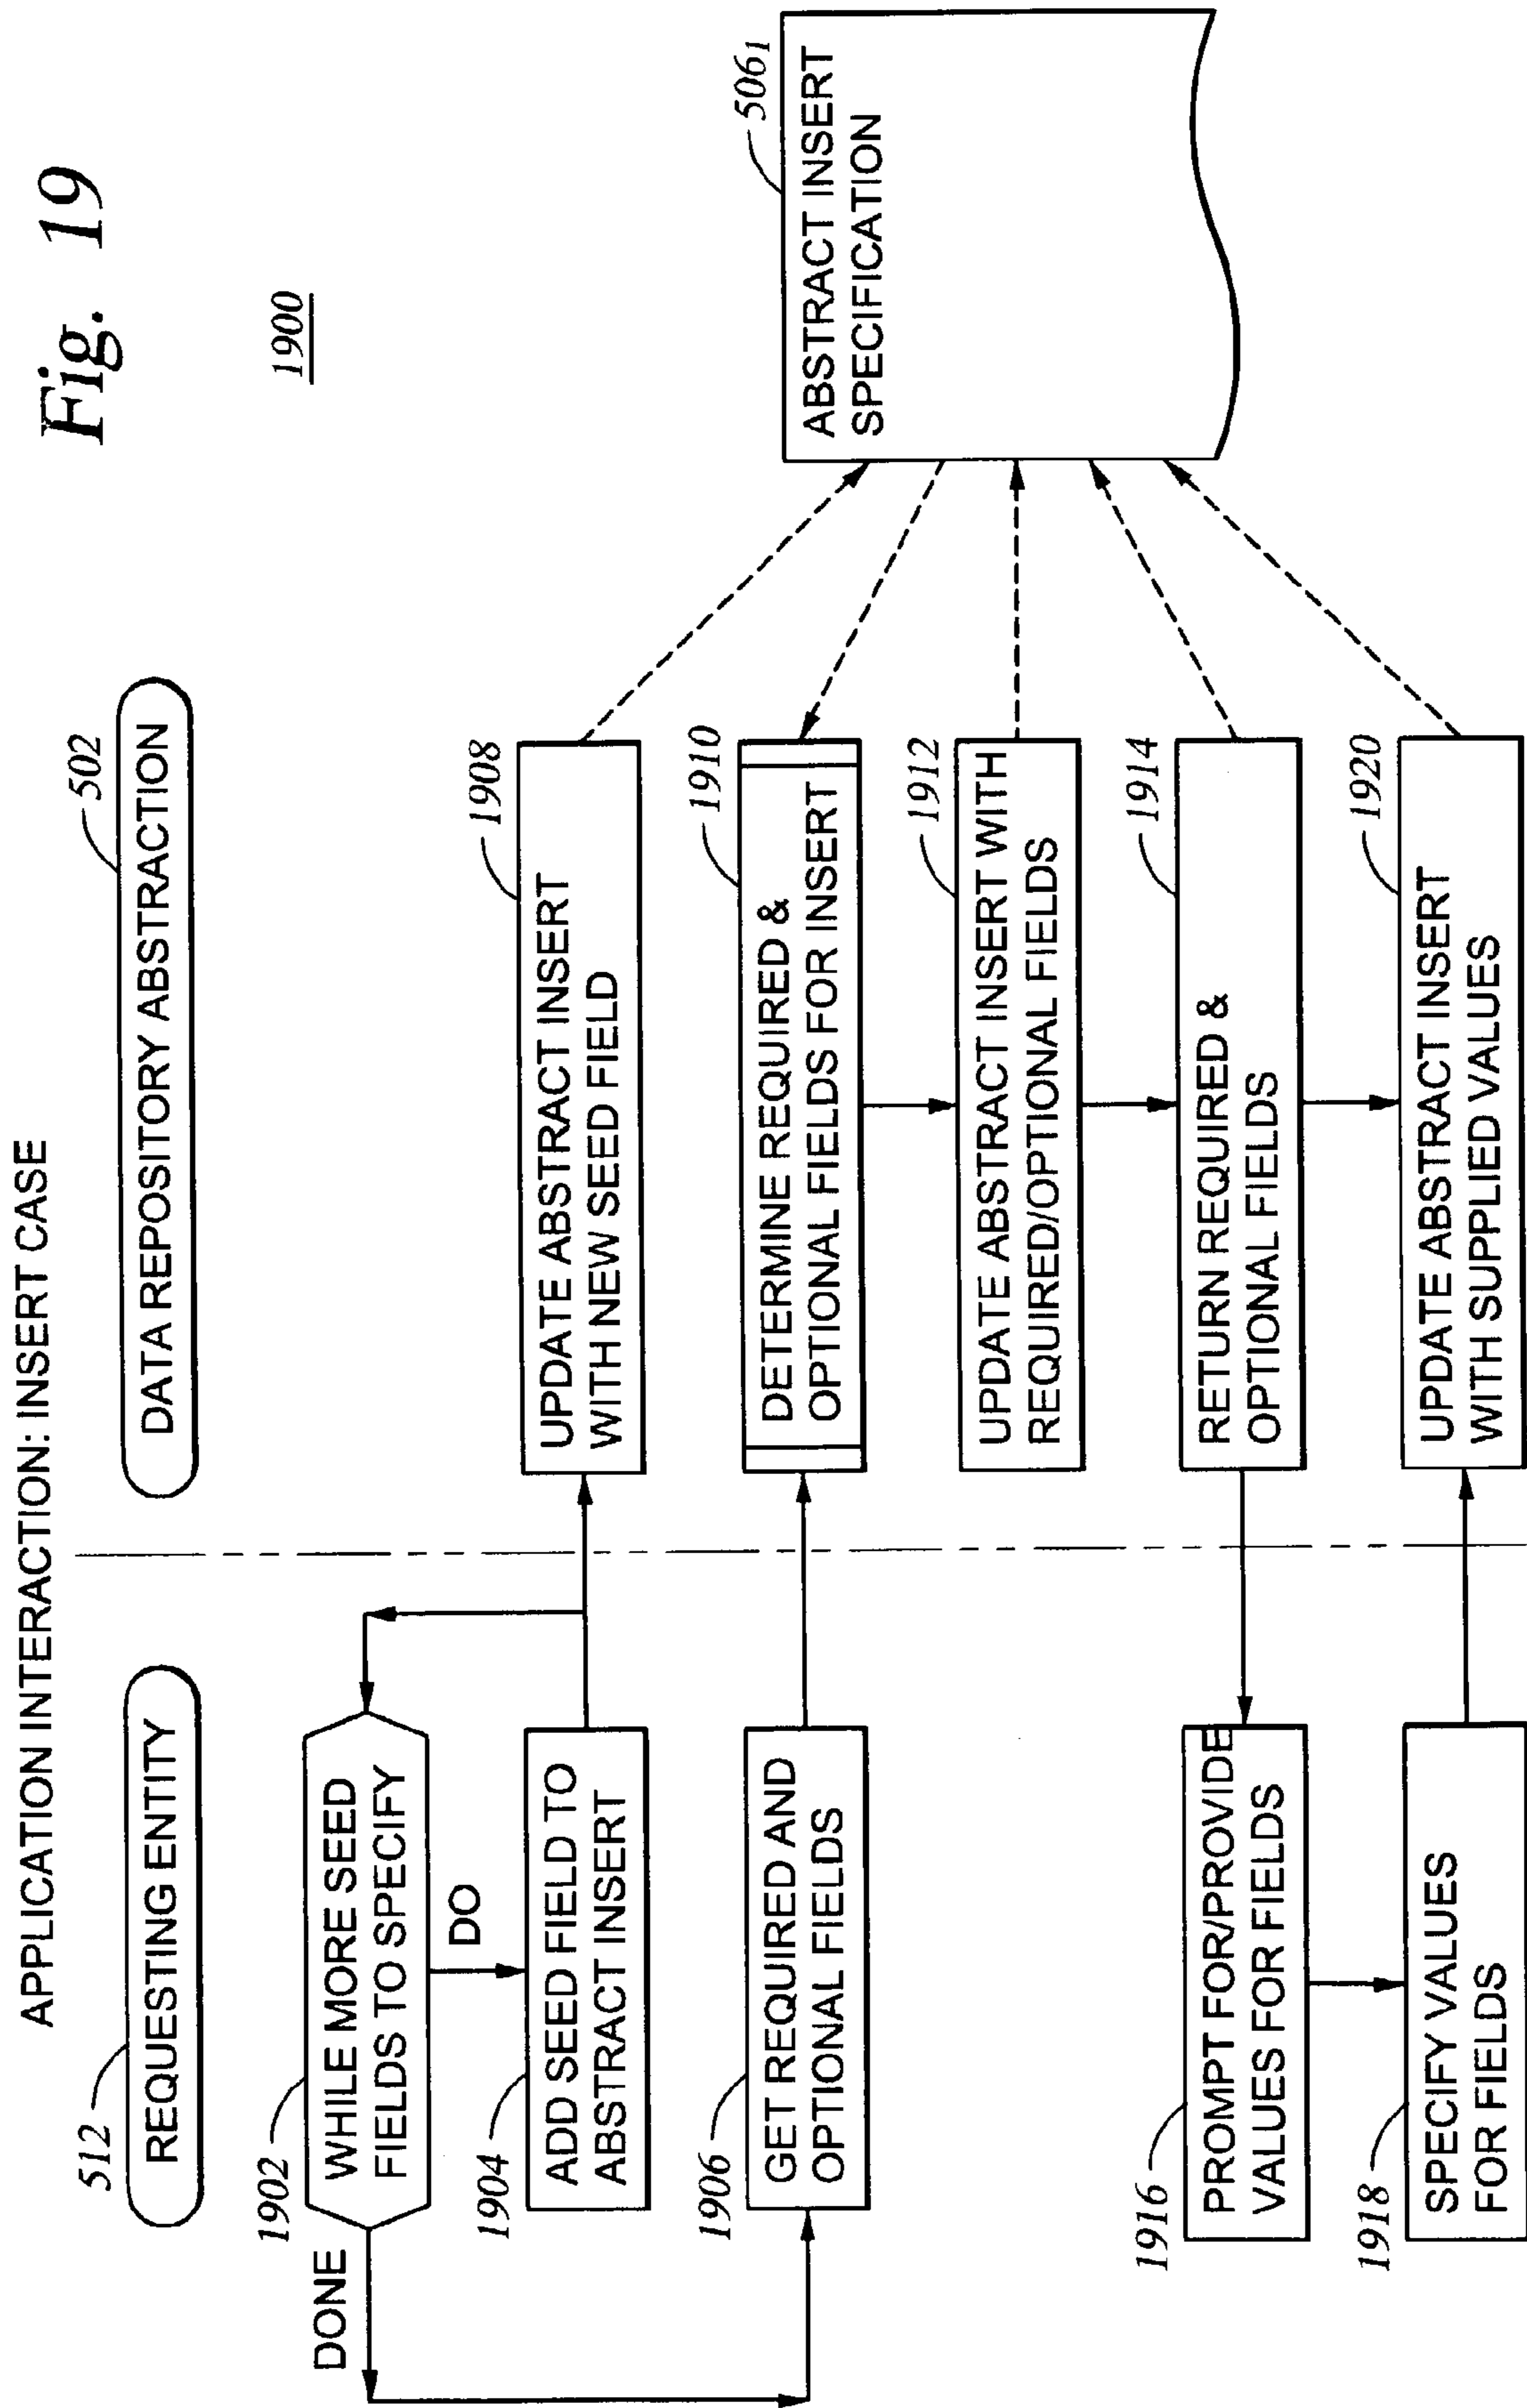 Fig. 19
1900
APPLICATION INTERACTION: INSERT CASE
512
REQUESTING ENTITY
502
DATA REPOSITORY ABSTRACTION
1902
WHILE MORE SEED
FIELDS TO SPECIFY
DONE
DO
1904
ADD SEED FIELD TO
ABSTRACT INSERT
1908
UPDATE ABSTRACT INSERT
WITH NEW SEED FIELD
5061
ABSTRACT INSERT
SPECIFICATION
1906
GET REQUIRED AND
OPTIONAL FIELDS
1910
DETERMINE REQUIRED &
OPTIONAL FIELDS FOR INSERT
1912
UPDATE ABSTRACT INSERT WITH
REQUIRED/OPTIONAL FIELDS
1914
RETURN REQUIRED &
OPTIONAL FIELDS
1916
PROMPT FOR/PROVIDE
VALUES FOR FIELDS
1918
SPECIFY VALUES
FOR FIELDS
1920
UPDATE ABSTRACT INSERT
WITH SUPPLIED VALUES